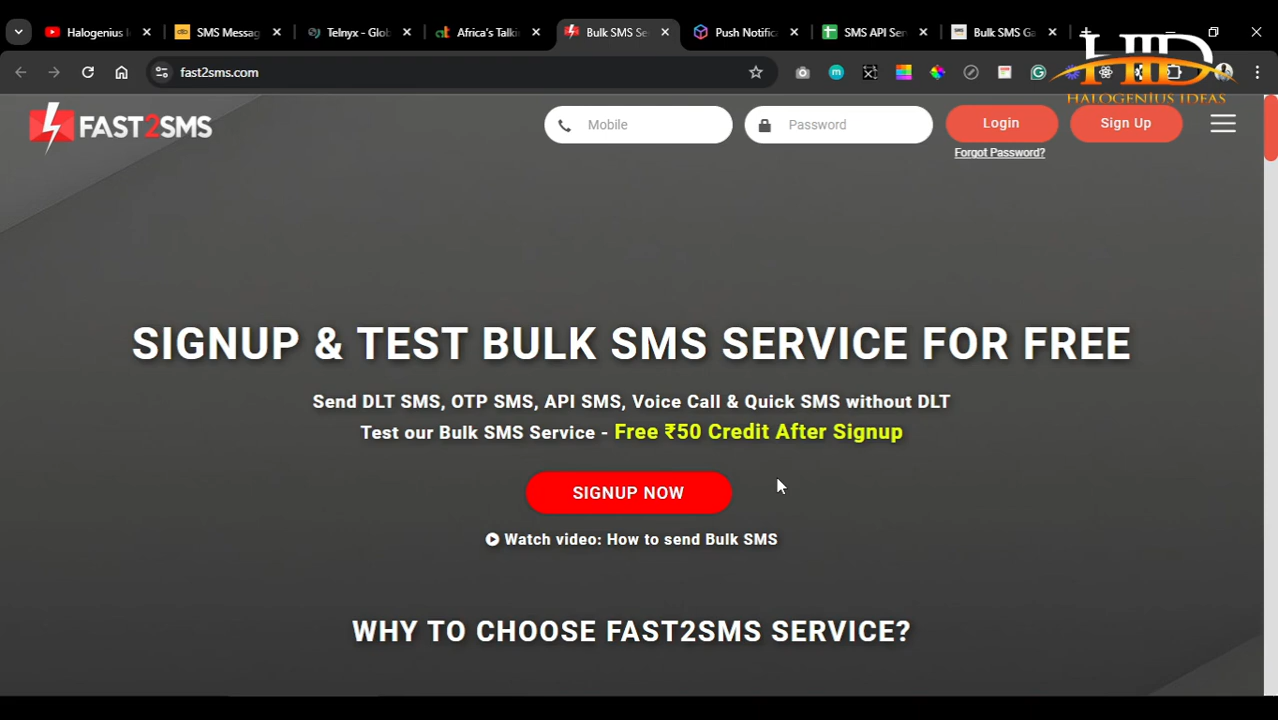 Halogenius I
SMS Messag
Telnyx - Glob
Africa's Talki
Bulk SMS Se
Push Notific
SMS API Ser
Bulk SMS Ga
fast2sms.com
HID
HALOGENIUS IDEAS
FAST2SMS
Mobile
Password
Login
Sign Up
Forgot Password?
SIGNUP & TEST BULK SMS SERVICE FOR FREE
Send DLT SMS, OTP SMS, API SMS, Voice Call & Quick SMS without DLT
Test our Bulk SMS Service - Free ₹50 Credit After Signup
SIGNUP NOW
Watch video: How to send Bulk SMS
WHY TO CHOOSE FAST2SMS SERVICE?